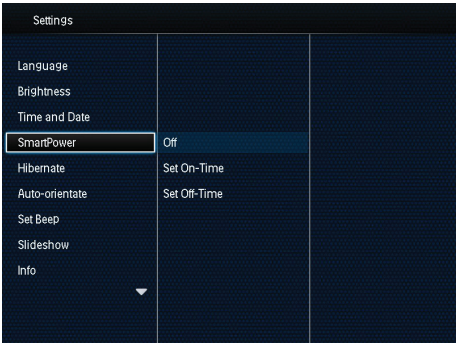 Settings
Language
Brightness
Time and Date
SmartPower
Off
Hibernate
Set On-Time
Auto-orientate
Set Off-Time
Set Beep
Slideshow
Info